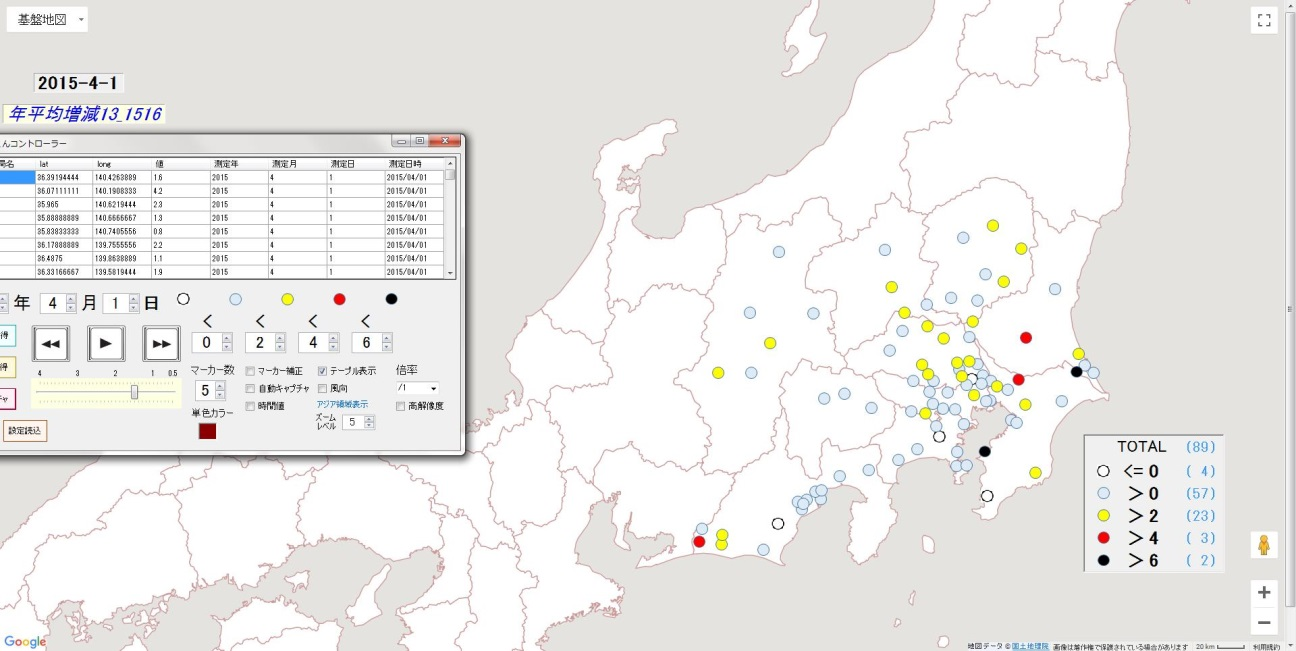 基盤地図
2015-4-1
年平均増減13_1516
んコントローラー
局名 lat long 値 測定年 測定月 測定日 測定日時
36.39194444 140.4263889 1.6 2015 4 1 2015/04/01
36.07111111 140.1908333 4.2 2015 4 1 2015/04/01
35.965 140.6219444 2.3 2015 4 1 2015/04/01
35.88888889 140.6666667 1.3 2015 4 1 2015/04/01
35.83833333 140.7405556 0.8 2015 4 1 2015/04/01
36.17888889 139.7555556 2.2 2015 4 1 2015/04/01
36.4875 139.8638889 1.1 2015 4 1 2015/04/01
36.33166667 139.5819444 1.9 2015 4 1 2015/04/01
年 4 月 1 日
< < < <
0 2 4 6
得
得
ャ
4 3 2 1 0.5
マーカー数
5
マーカー補正
テーブル表示
倍率
自動キャプチャ
風向
/1
時間値
アジア領域表示
高解像度
単色カラー
ズームレベル 5
設定読込
TOTAL (89)
<= 0 ( 4)
> 0 (57)
> 2 (23)
> 4 ( 3)
> 6 ( 2)
+
−
Google
地図データ © 国土地理院 画像は著作権で保護されている場合があります 20 km 利用規約